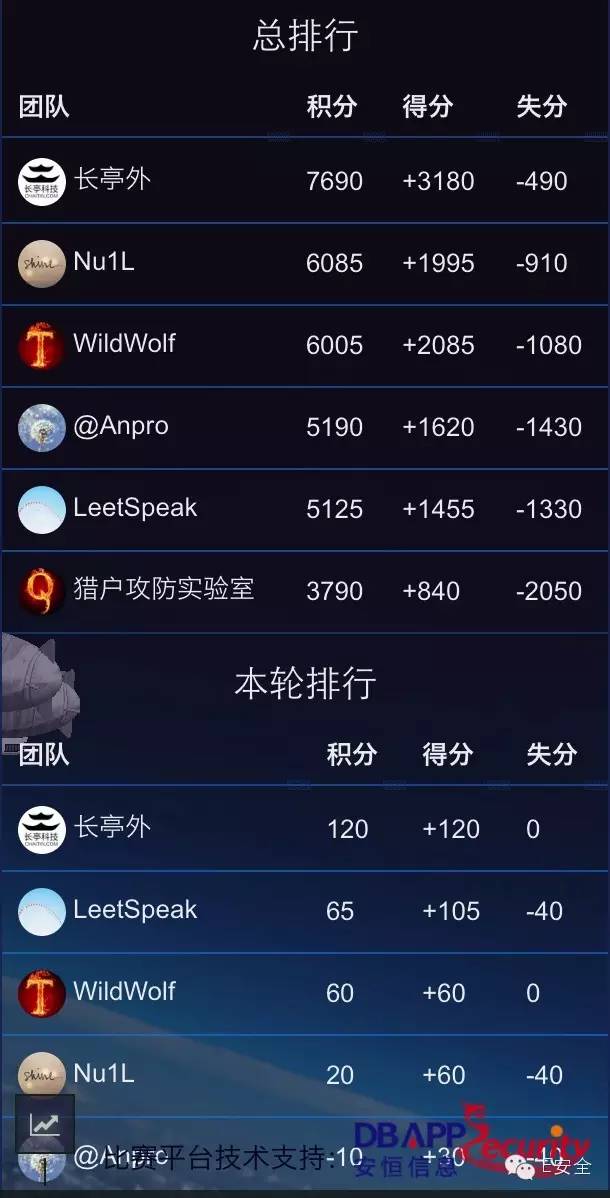 总排行
团队 积分 得分 失分
长亭科技
CHAITIN.COM
长亭外 7690 +3180 -490
shine
Nu1L 6085 +1995 -910
T
WildWolf 6005 +2085 -1080
@Anpro 5190 +1620 -1430
LeetSpeak 5125 +1455 -1330
Q
猎户攻防实验室 3790 +840 -2050
本轮排行
团队 积分 得分 失分
长亭科技
CHAITIN.COM
长亭外 120 +120 0
LeetSpeak 65 +105 -40
T
WildWolf 60 +60 0
shine
Nu1L 20 +60 -40
@Anpro -10 +30 -40
比赛平台技术支持:
DBAPPSecurity
安恒信息
E安全